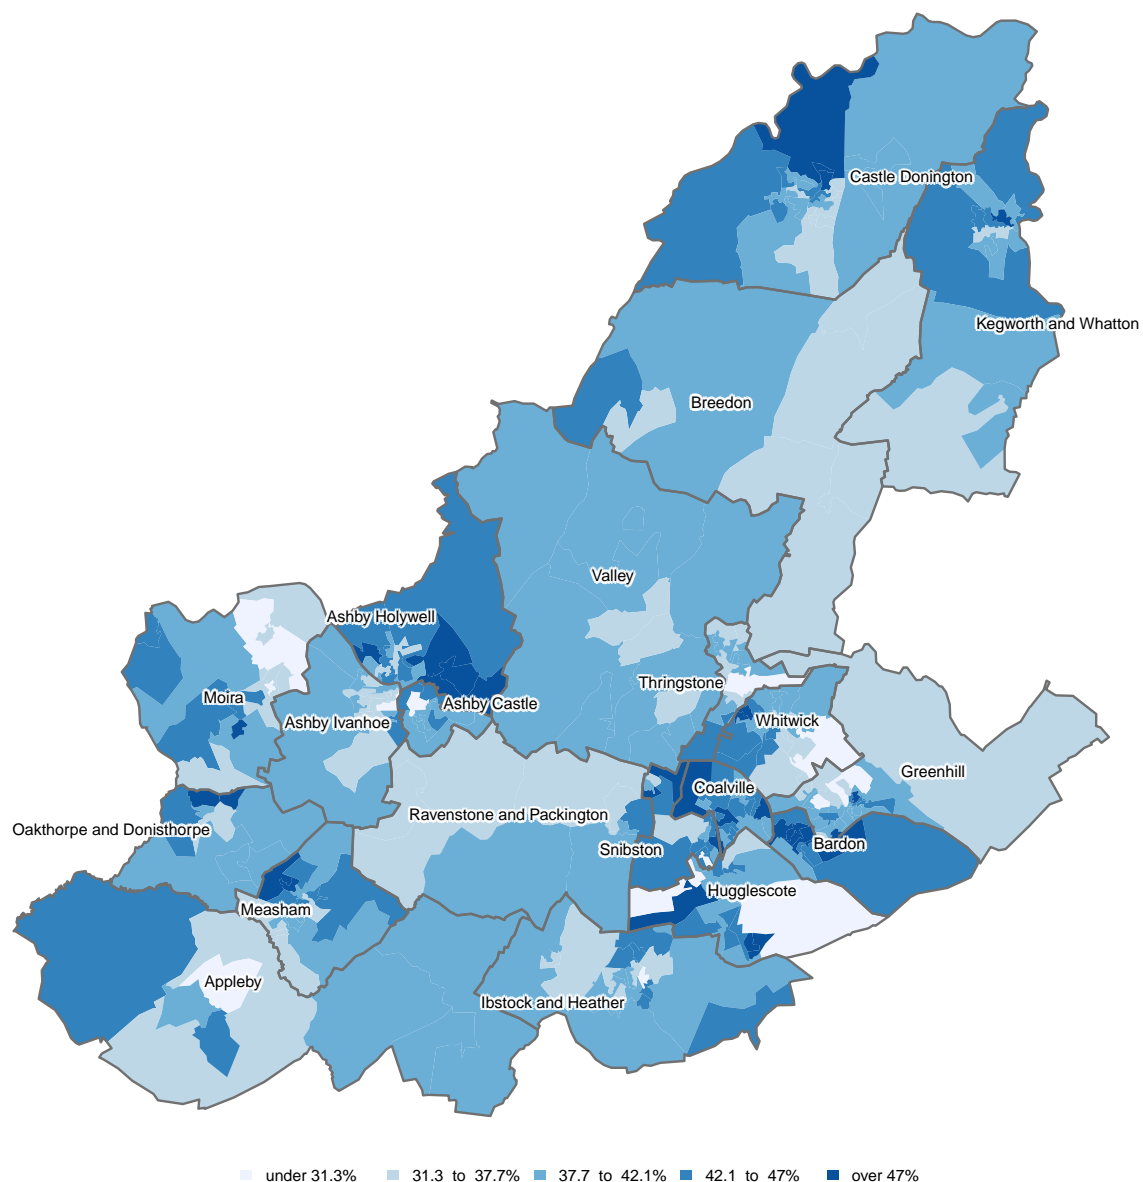 Castle Donington
Kegworth and Whatton
Breedon
Valley
Ashby Holywell
Thringstone
Moira
Ashby Castle
Ashby Ivanhoe
Whitwick
Greenhill
Coalville
Ravenstone and Packington
Oakthorpe and Donisthorpe
Snibston
Bardon
Hugglescote
Measham
Appleby
Ibstock and Heather
under 31.3% 31.3 to 37.7% 37.7 to 42.1% 42.1 to 47% over 47%